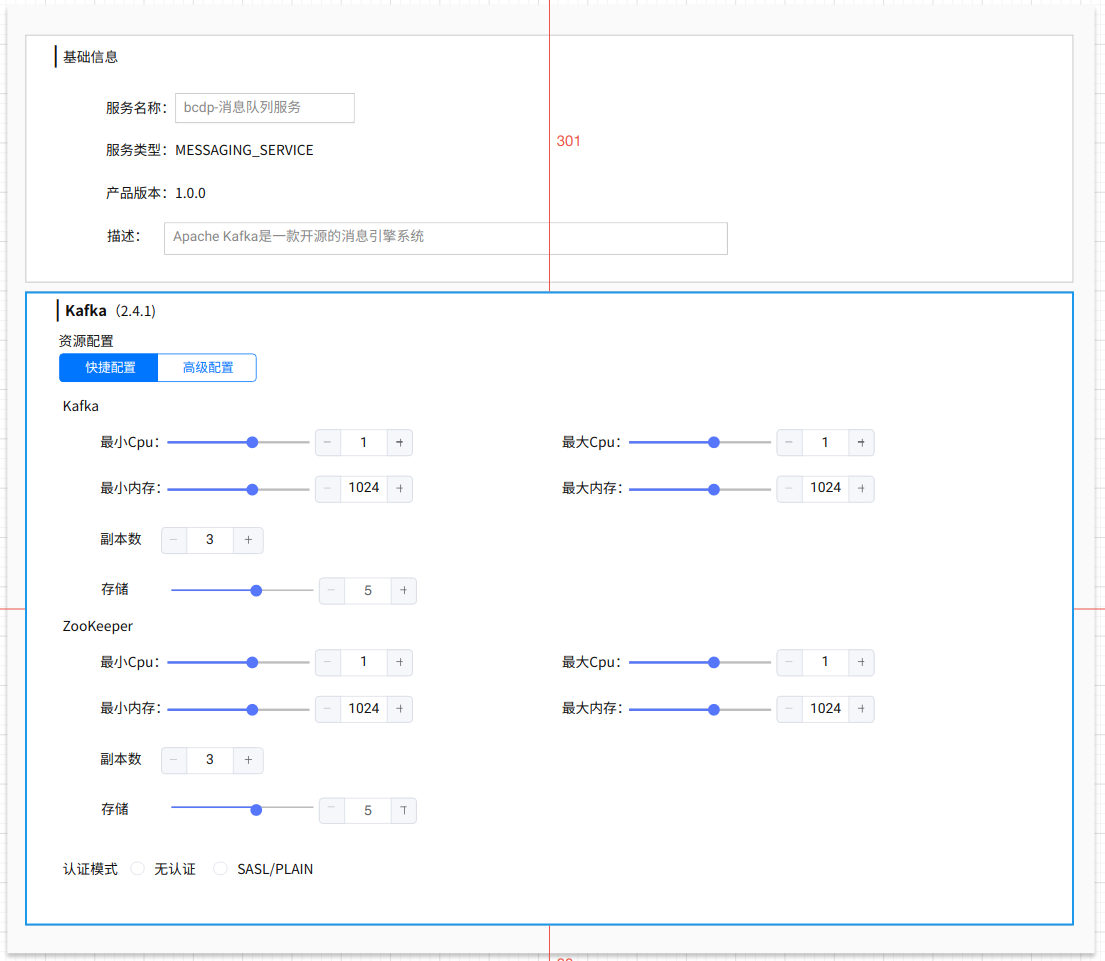 基础信息
服务名称： bcdp-消息队列服务
301
服务类型：MESSAGING_SERVICE
产品版本：1.0.0
描述： Apache Kafka是一款开源的消息引擎系统
Kafka（2.4.1）
资源配置
快捷配置 高级配置
Kafka
最小Cpu： − 1 + 最大Cpu： − 1 +
最小内存： − 1024 + 最大内存： − 1024 +
副本数 − 3 +
存储 − 5 +
ZooKeeper
最小Cpu： − 1 + 最大Cpu： − 1 +
最小内存： − 1024 + 最大内存： − 1024 +
副本数 − 3 +
存储 − 5
认证模式 无认证 SASL/PLAIN